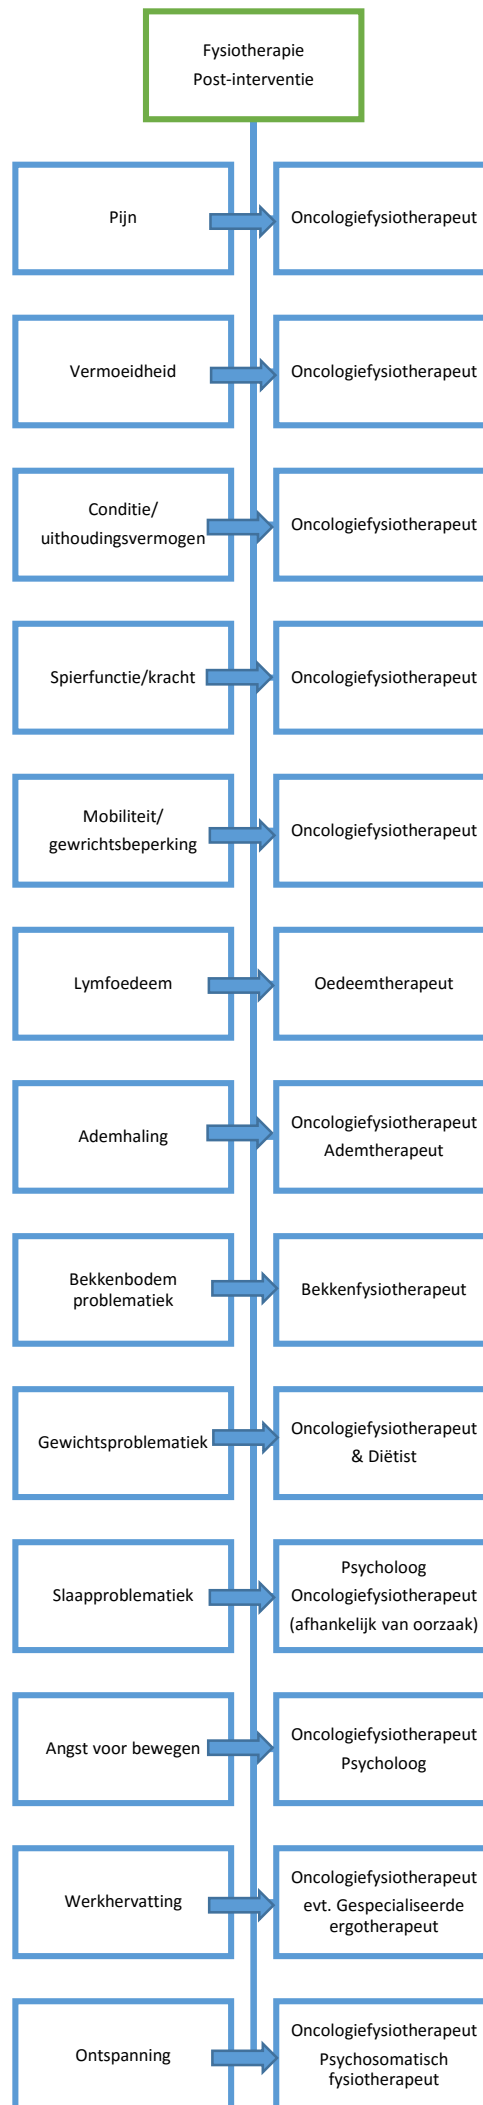 Fysiotherapie
Post-interventie
Pijn
Oncologiefysiotherapeut
Vermoeidheid
Oncologiefysiotherapeut
Conditie/
uithoudingsvermogen
Oncologiefysiotherapeut
Spierfunctie/kracht
Oncologiefysiotherapeut
Mobiliteit/
gewrichtsbeperking
Oncologiefysiotherapeut
Lymfoedeem
Oedeemtherapeut
Ademhaling
Oncologiefysiotherapeut
Ademtherapeut
Bekkenbodem
problematiek
Bekkenfysiotherapeut
Gewichtsproblematiek
Oncologiefysiotherapeut
& Diëtist
Slaapproblematiek
Psycholoog
Oncologiefysiotherapeut
(afhankelijk van oorzaak)
Angst voor bewegen
Oncologiefysiotherapeut
Psycholoog
Werkhervatting
Oncologiefysiotherapeut
evt. Gespecialiseerde
ergotherapeut
Ontspanning
Oncologiefysiotherapeut
Psychosomatisch
fysiotherapeut